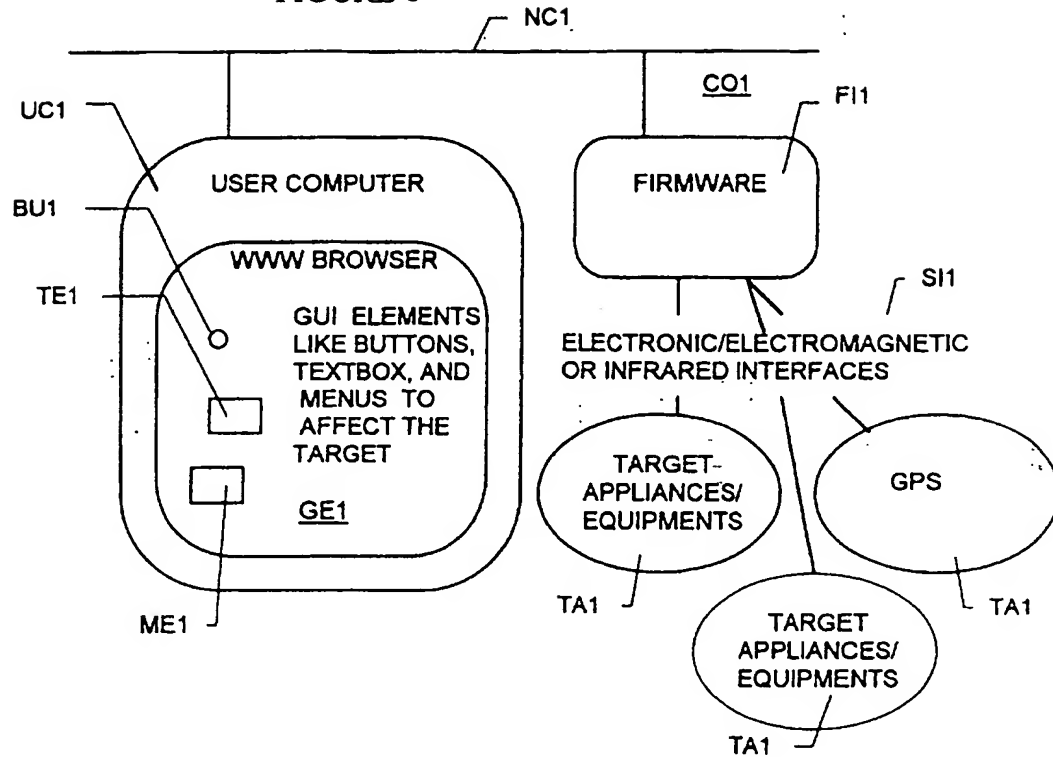 NC1
CO1
UC1
FI1
USER COMPUTER
FIRMWARE
BU1
WWW BROWSER
TE1
SI1
GUI ELEMENTS
LIKE BUTTONS,
TEXTBOX, AND
MENUS TO
AFFECT THE
TARGET
ELECTRONIC/ELECTROMAGNETIC
OR INFRARED INTERFACES
TARGET
APPLIANCES/
EQUIPMENTS
GPS
GE1
ME1
TA1
TA1
TARGET
APPLIANCES/
EQUIPMENTS
TA1